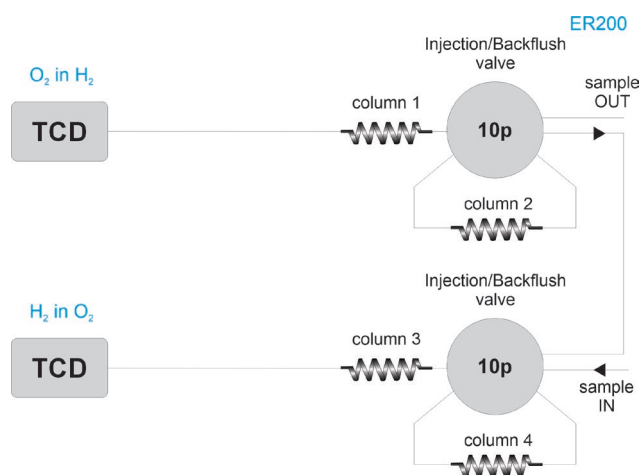 ER200
Injection/Backflush
valve
O₂ in H₂
sample
OUT
column 1
TCD
10p
column 2
Injection/Backflush
valve
H₂ in O₂
column 3
TCD
10p
sample
IN
column 4